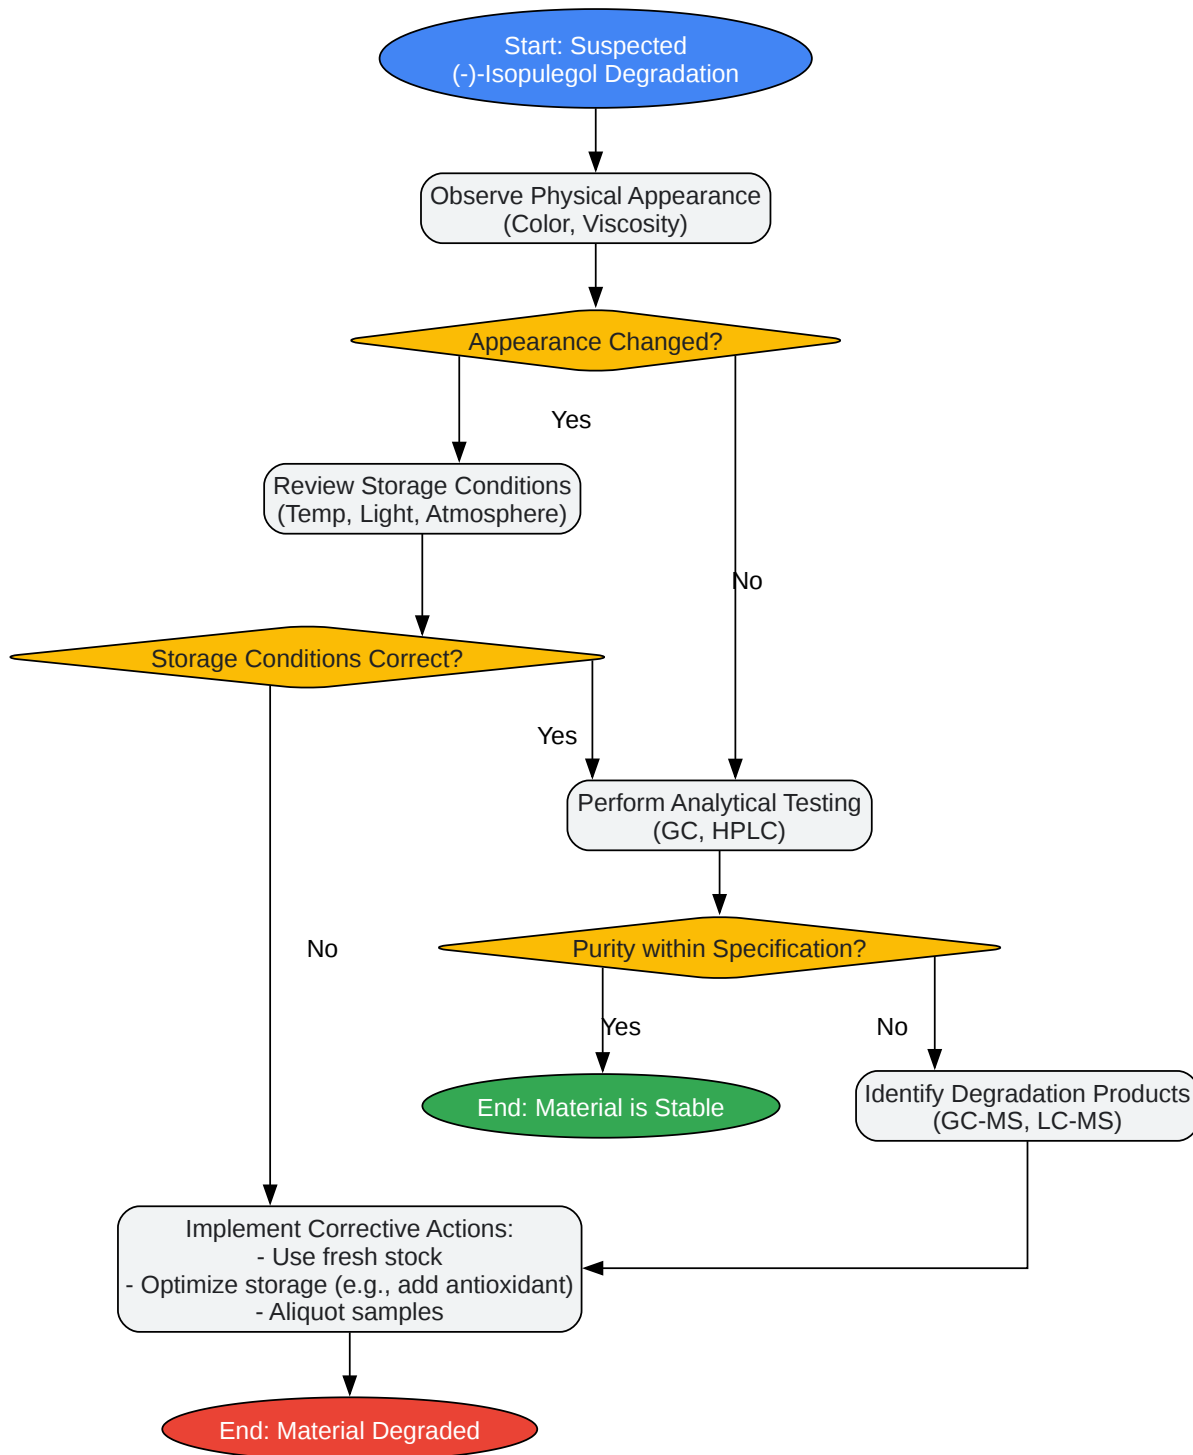 Start: Suspected
(-)-Isopulegol Degradation
Observe Physical Appearance
(Color, Viscosity)
Appearance Changed?
Yes
Review Storage Conditions
(Temp, Light, Atmosphere)
No
Storage Conditions Correct?
Yes
Perform Analytical Testing
(GC, HPLC)
No
Purity within Specification?
Yes
No
End: Material is Stable
Identify Degradation Products
(GC-MS, LC-MS)
Implement Corrective Actions:
- Use fresh stock
- Optimize storage (e.g., add antioxidant)
- Aliquot samples
End: Material Degraded